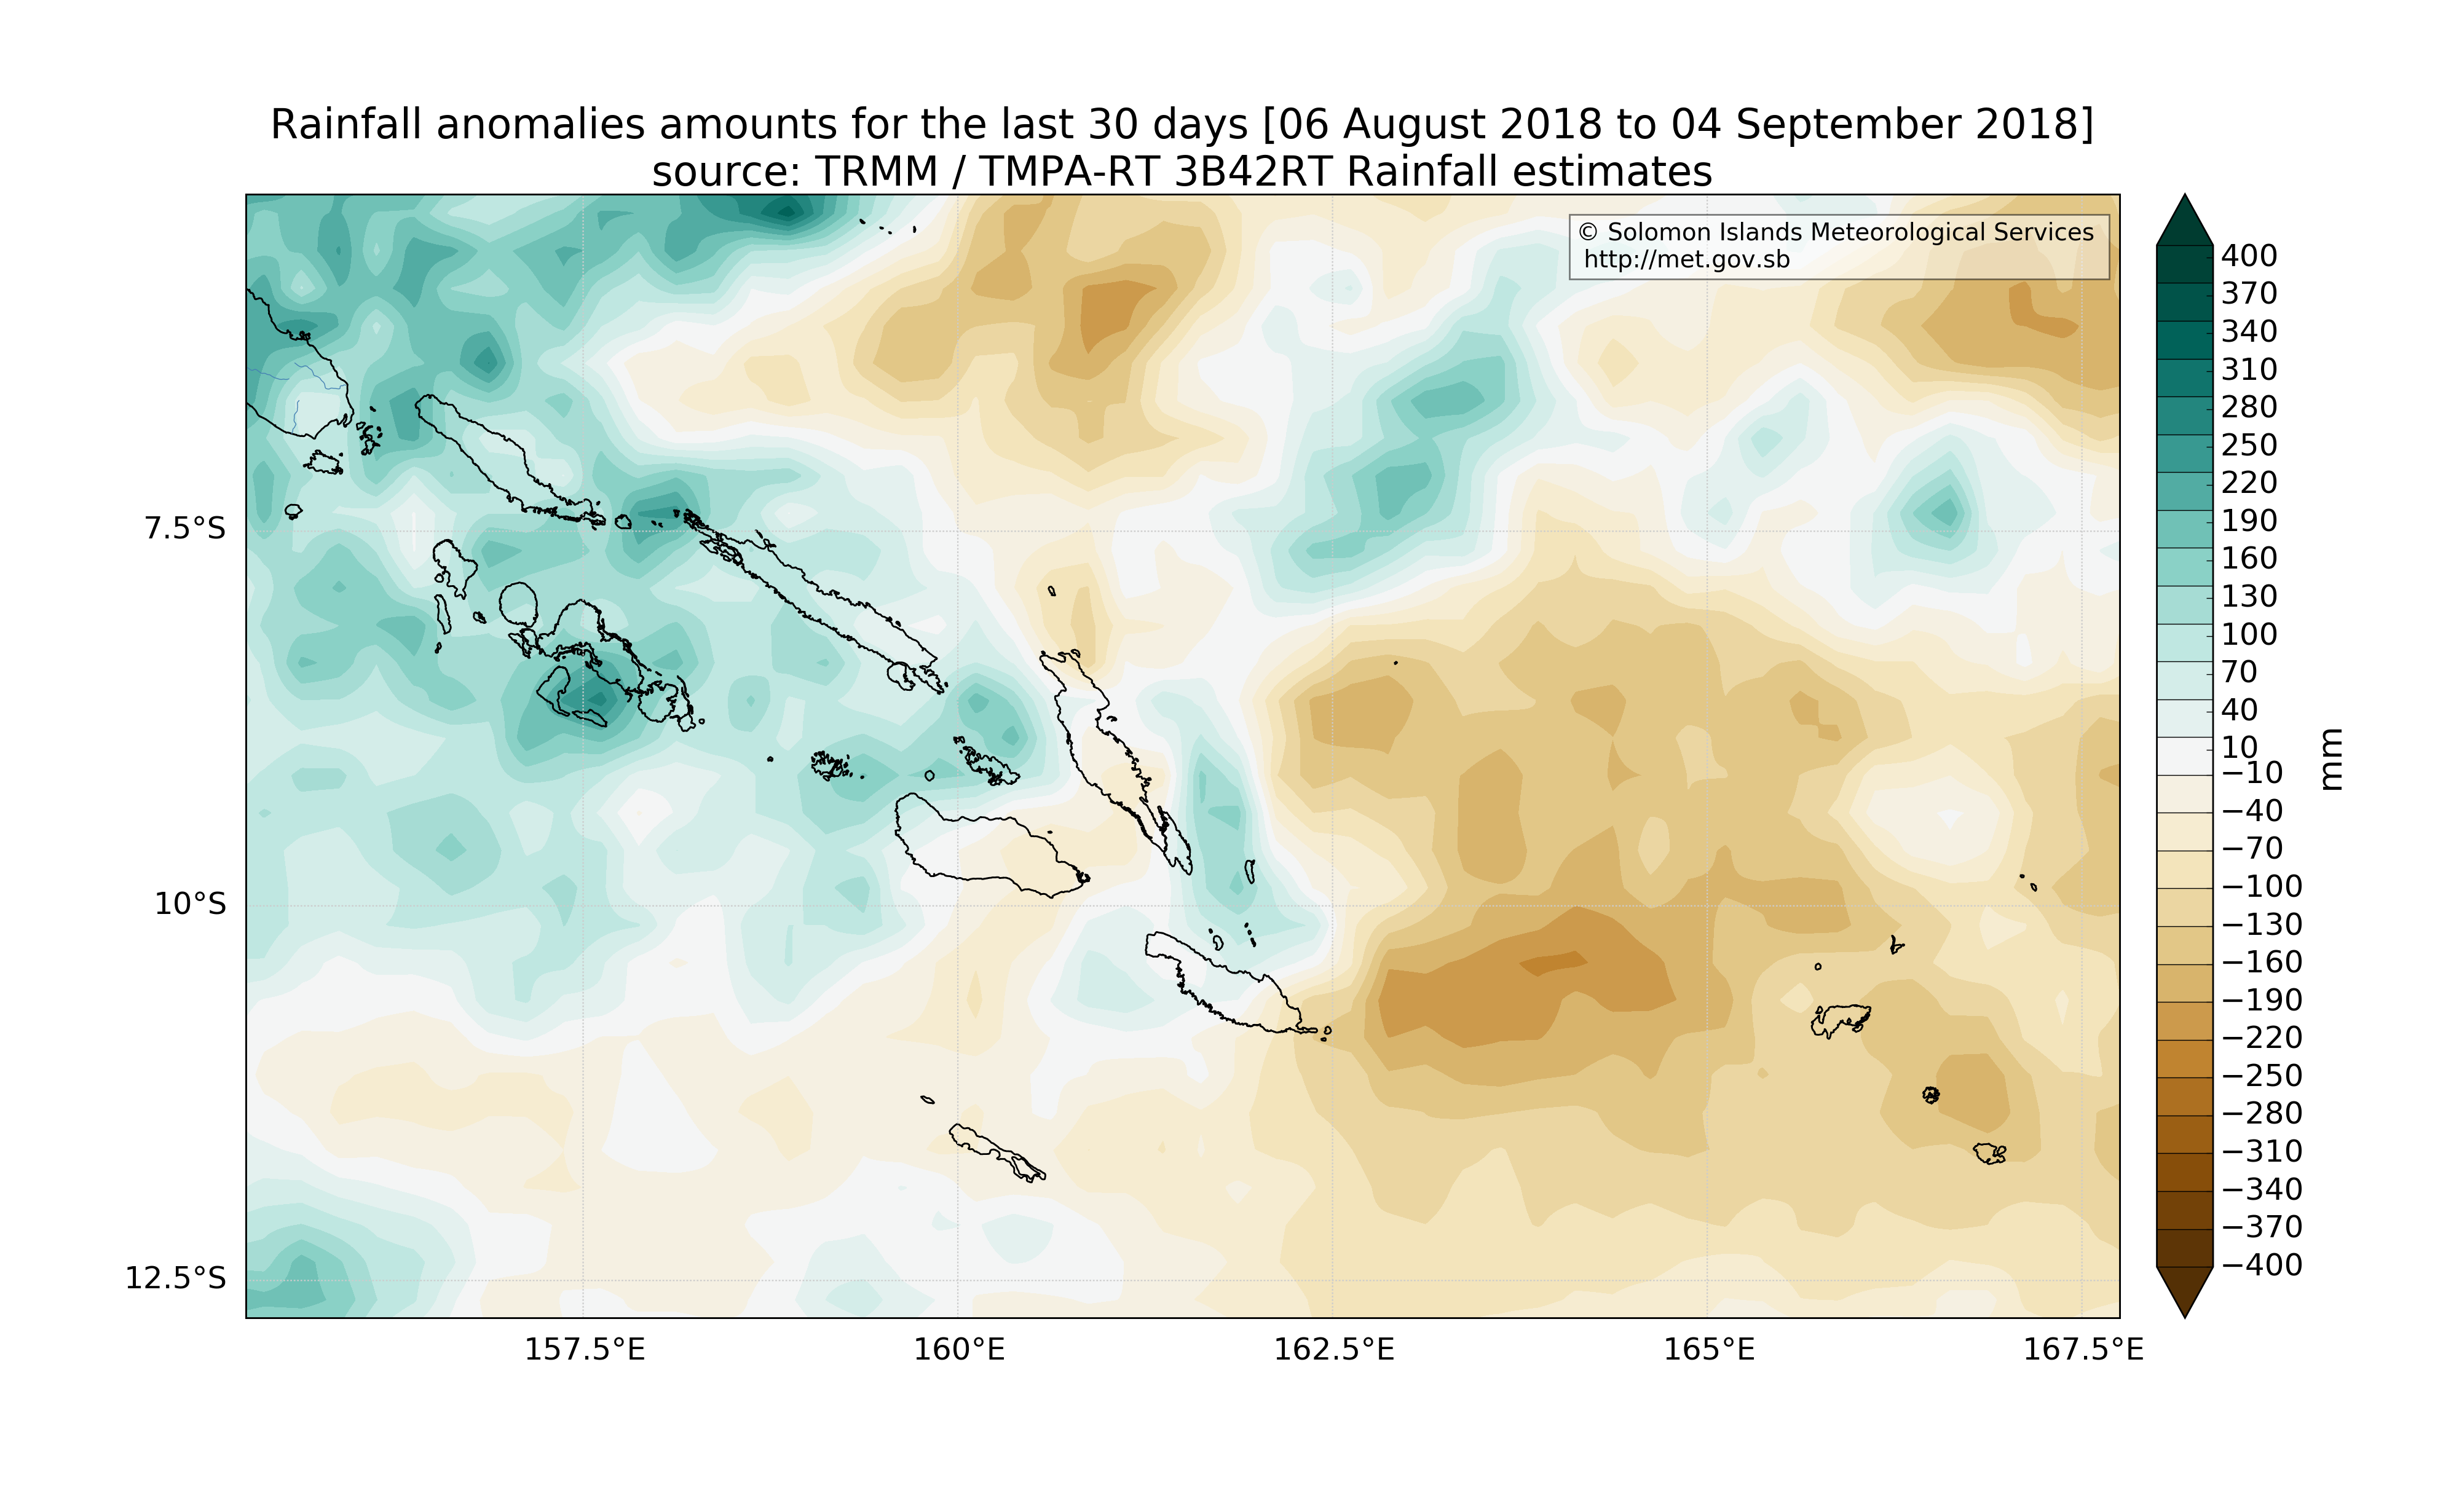 Rainfall anomalies amounts for the last 30 days [06 August 2018 to 04 September 2018]
source: TRMM / TMPA-RT 3B42RT Rainfall estimates
© Solomon Islands Meteorological Services
http://met.gov.sb
7.5°S
10°S
12.5°S
157.5°E
160°E
162.5°E
165°E
167.5°E
400
370
340
310
280
250
220
190
160
130
100
70
40
10
−10
−40
−70
−100
−130
−160
−190
−220
−250
−280
−310
−340
−370
−400
mm